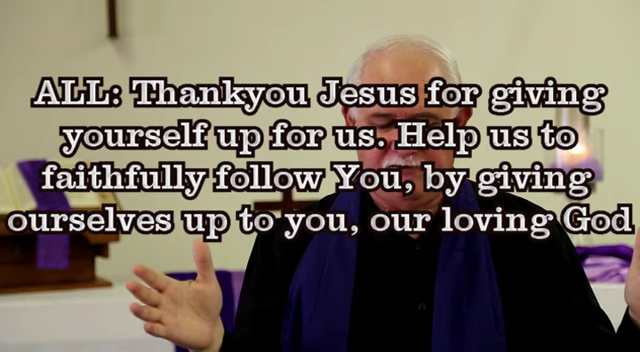 ALL: Thankyou Jesus for giving
yourself up for us. Help us to
faithfully follow You, by giving
ourselves up to you, our loving God